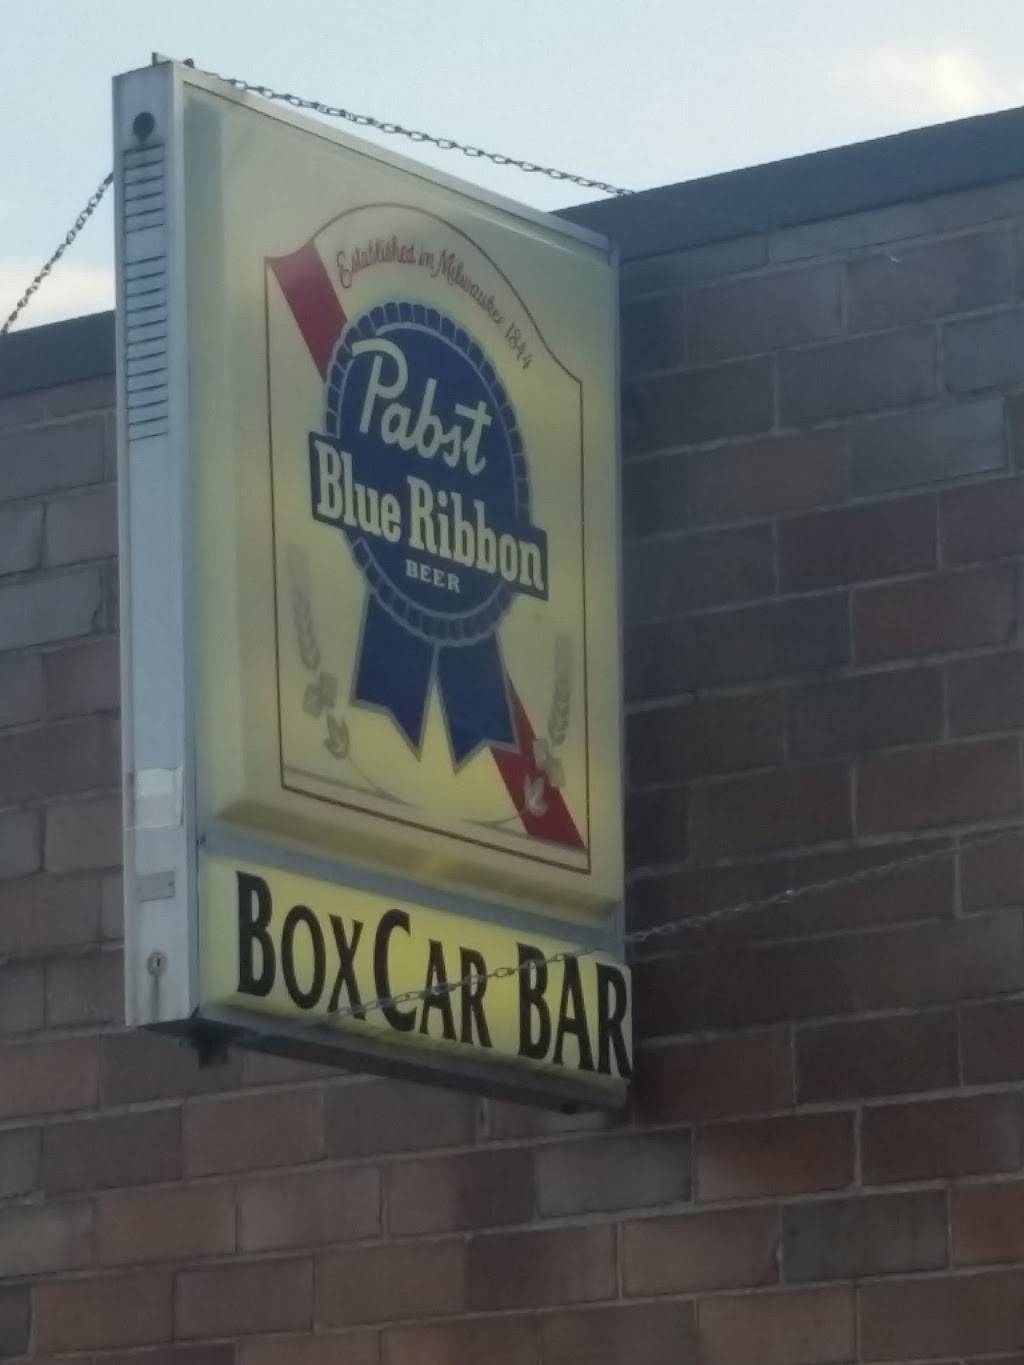 Established in Milwaukee 1844
Pabst
Blue Ribbon
BEER
BOXCAR BAR